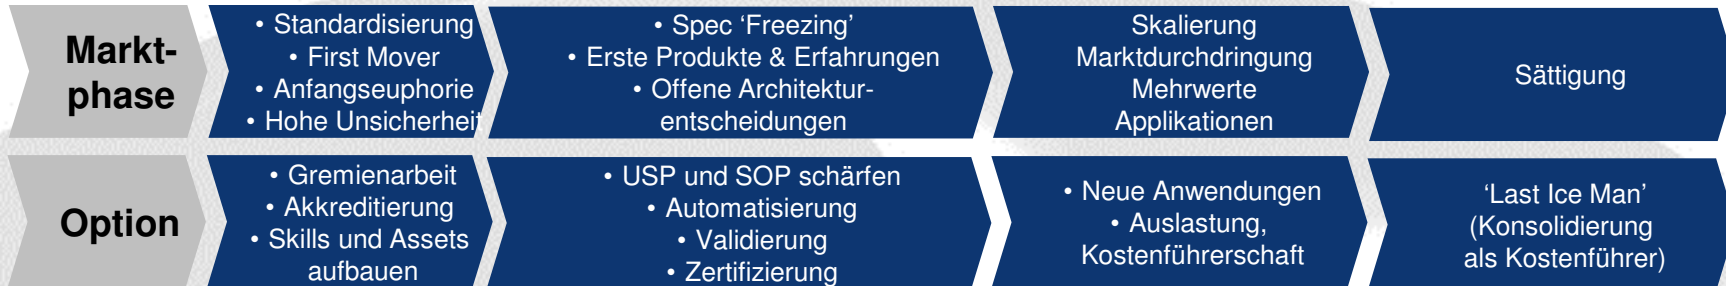 Markt-
phase
• Standardisierung
• First Mover
• Anfangseuphorie
• Hohe Unsicherheit
• Spec ‘Freezing’
• Erste Produkte & Erfahrungen
• Offene Architektur-
entscheidungen
Skalierung
Marktdurchdringung
Mehrwerte
Applikationen
Sättigung
Option
• Gremienarbeit
• Akkreditierung
• Skills und Assets
aufbauen
• USP und SOP schärfen
• Automatisierung
• Validierung
• Zertifizierung
• Neue Anwendungen
• Auslastung,
Kostenführerschaft
‘Last Ice Man’
(Konsolidierung
als Kostenführer)